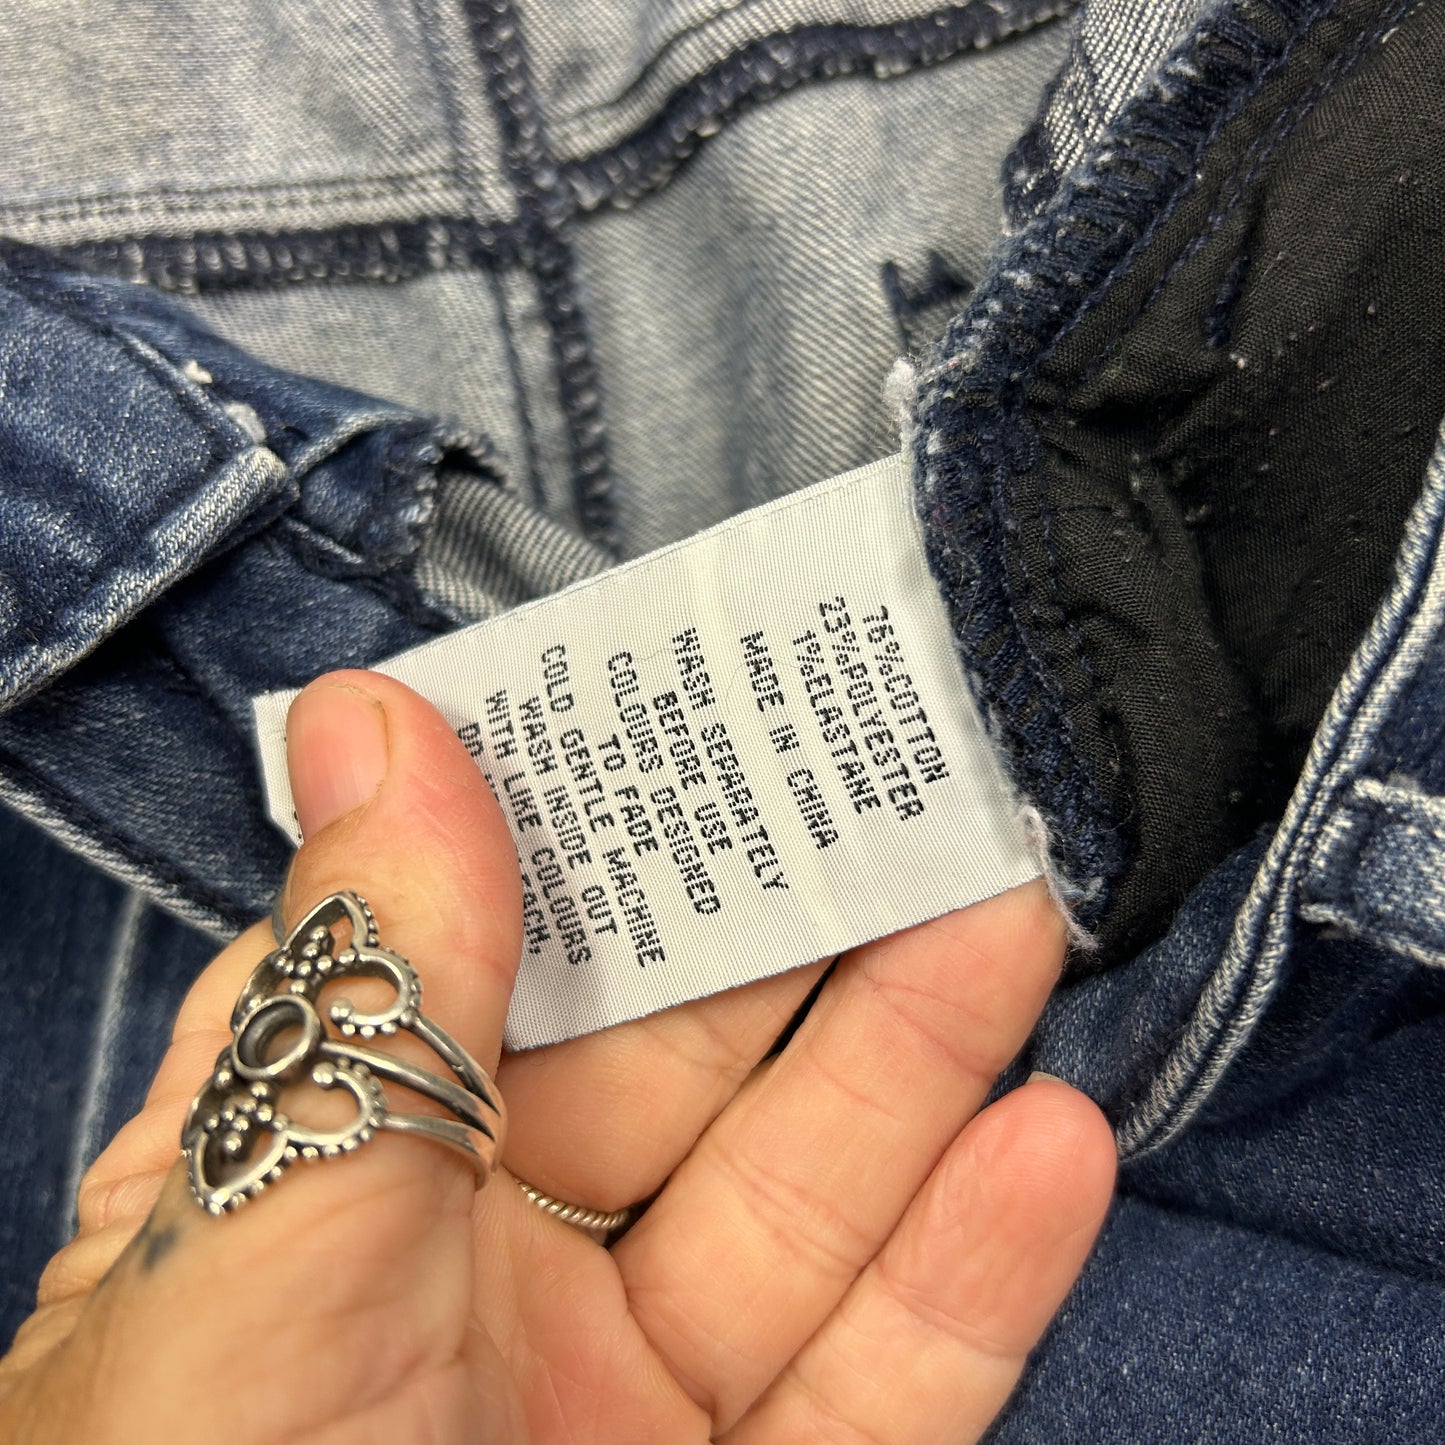 76%COTTON
23%POLYESTER
1%ELASTANE
MADE IN CHINA
WASH SEPARATELY
BEFORE USE
COLOURS DESIGNED
TO FADE
COLD GENTLE MACHINE
WASH INSIDE OUT
WITH LIKE COLOURS
DO